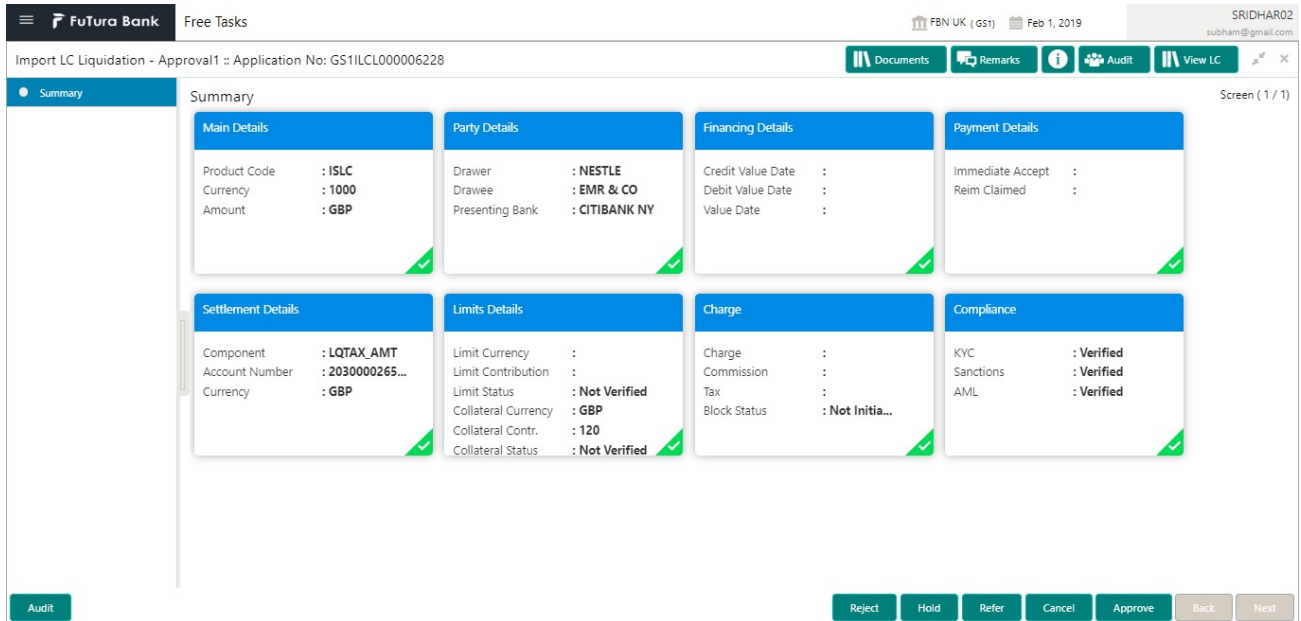 FuTura Bank
Free Tasks
FBN UK (GS1)
Feb 1, 2019
SRIDHAR02
subham@gmail.com
Import LC Liquidation - Approval1 :: Application No: GS1ILCL000006228
Documents
Remarks
Audit
View LC
Summary
Summary
Screen ( 1 / 1)
Main Details
Product Code : ISLC
Currency : 1000
Amount : GBP
Party Details
Drawer : NESTLE
Drawee : EMR & CO
Presenting Bank : CITIBANK NY
Financing Details
Credit Value Date :
Debit Value Date :
Value Date :
Payment Details
Immediate Accept :
Reim Claimed :
Settlement Details
Component : LQTAX_AMT
Account Number : 2030000265...
Currency : GBP
Limits Details
Limit Currency :
Limit Contribution :
Limit Status : Not Verified
Collateral Currency : GBP
Collateral Contr. : 120
Collateral Status : Not Verified
Charge
Charge :
Commission :
Tax :
Block Status : Not Initia...
Compliance
KYC : Verified
Sanctions : Verified
AML : Verified
Audit
Reject
Hold
Refer
Cancel
Approve
Back
Next